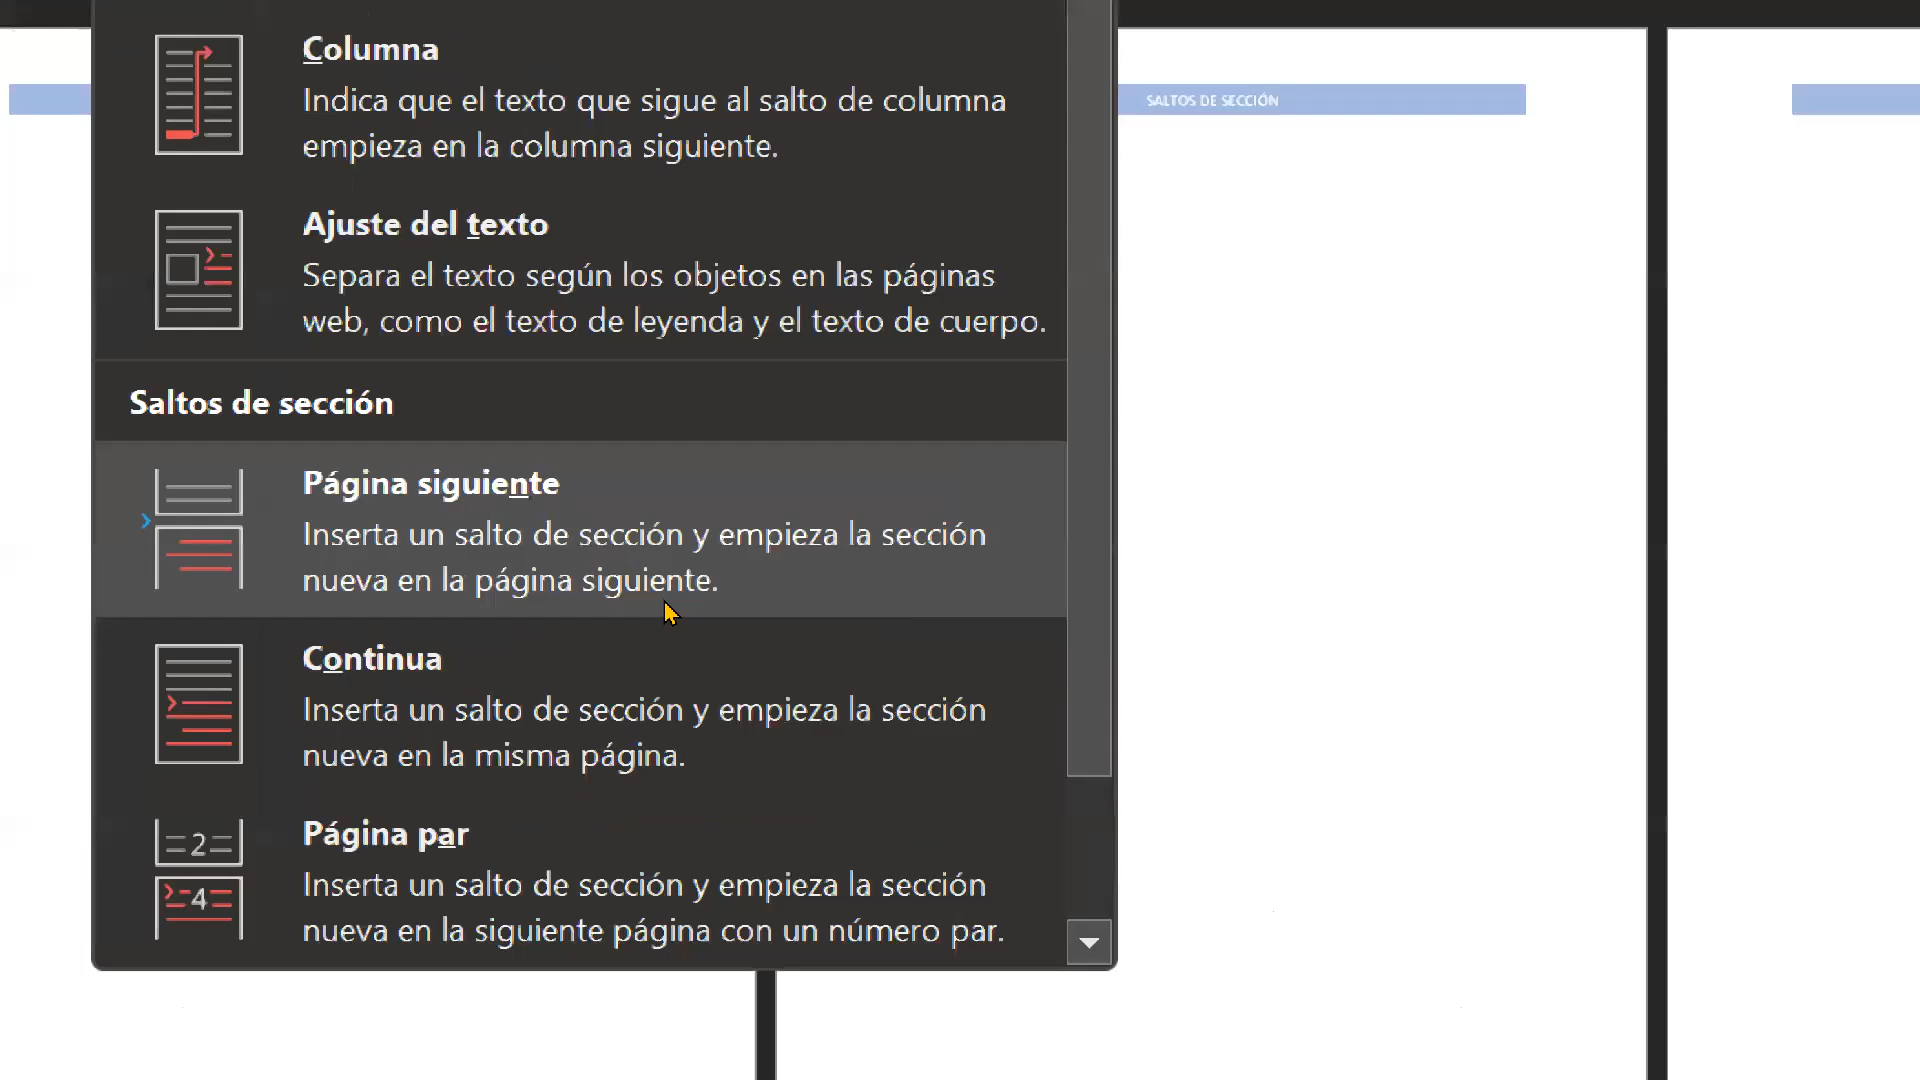 Columna
Indica que el texto que sigue al salto de columna
empieza en la columna siguiente.
Ajuste del texto
Separa el texto según los objetos en las páginas
web, como el texto de leyenda y el texto de cuerpo.
Saltos de sección
Página siguiente
Inserta un salto de sección y empieza la sección
nueva en la página siguiente.
Continua
Inserta un salto de sección y empieza la sección
nueva en la misma página.
2
4
Página par
Inserta un salto de sección y empieza la sección
nueva en la siguiente página con un número par.
SALTOS DE SECCIÓN